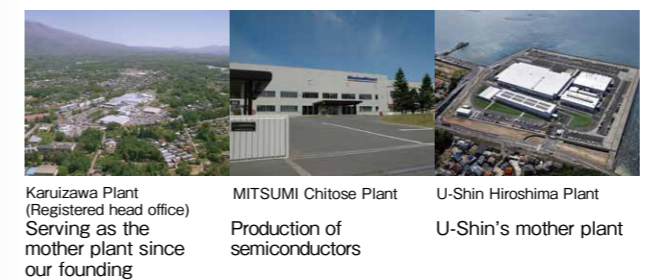 Karuizawa Plant
(Registered head office)
Serving as the
mother plant since
our founding
MITSUMI Chitose Plant
Production of
semiconductors
U-Shin Hiroshima Plant
U-Shin's mother plant